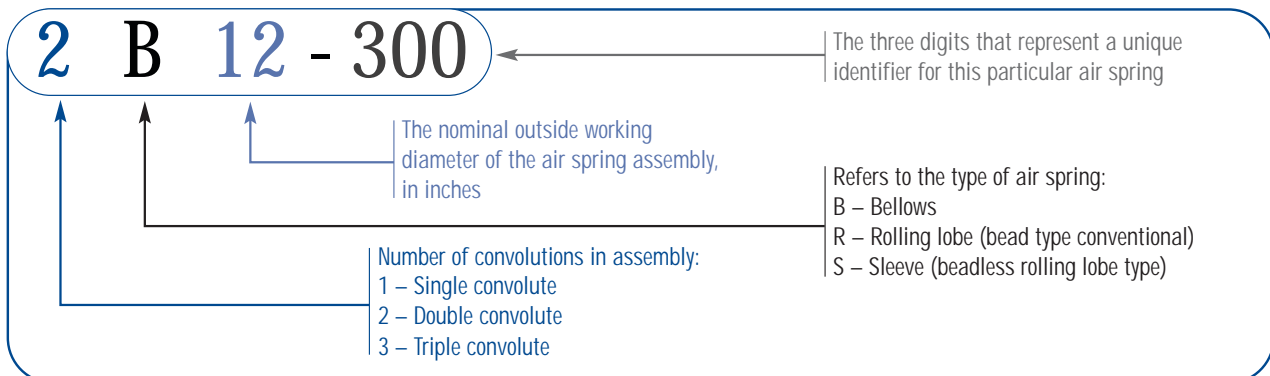 2 B 12 - 300
The three digits that represent a unique
identifier for this particular air spring
The nominal outside working
diameter of the air spring assembly,
in inches
Refers to the type of air spring:
B – Bellows
R – Rolling lobe (bead type conventional)
S – Sleeve (beadless rolling lobe type)
Number of convolutions in assembly:
1 – Single convolute
2 – Double convolute
3 – Triple convolute